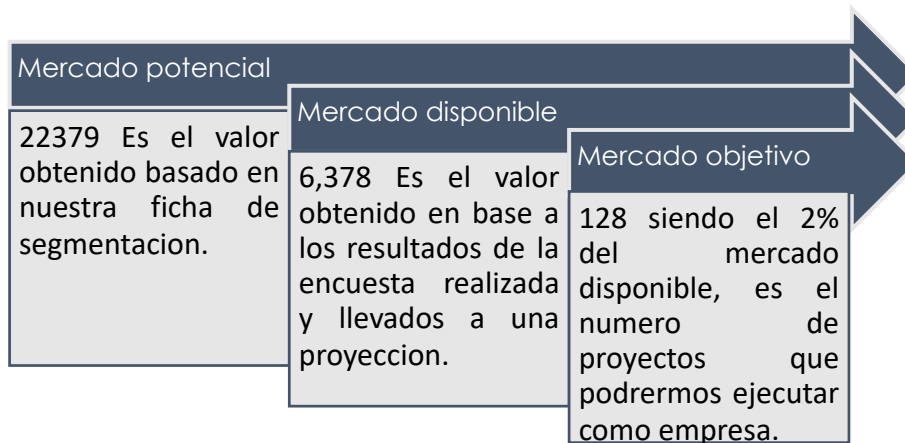 Mercado potencial
22379 Es el valor
obtenido basado en
nuestra ficha de
segmentacion.
Mercado disponible
6,378 Es el valor
obtenido en base a
los resultados de la
encuesta realizada
y llevados a una
proyeccion.
Mercado objetivo
128 siendo el 2%
del mercado
disponible, es el
numero de
proyectos que
podrermos ejecutar
como empresa.